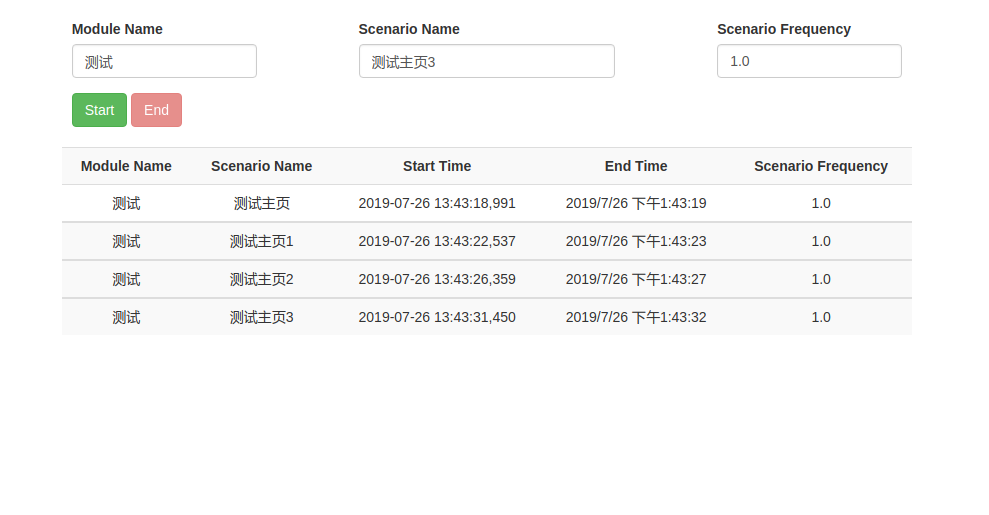 Module Name Scenario Name Scenario Frequency
测试 测试主页3 1.0
Start End
Module Name Scenario Name Start Time End Time Scenario Frequency
测试 测试主页 2019-07-26 13:43:18,991 2019/7/26 下午1:43:19 1.0
测试 测试主页1 2019-07-26 13:43:22,537 2019/7/26 下午1:43:23 1.0
测试 测试主页2 2019-07-26 13:43:26,359 2019/7/26 下午1:43:27 1.0
测试 测试主页3 2019-07-26 13:43:31,450 2019/7/26 下午1:43:32 1.0